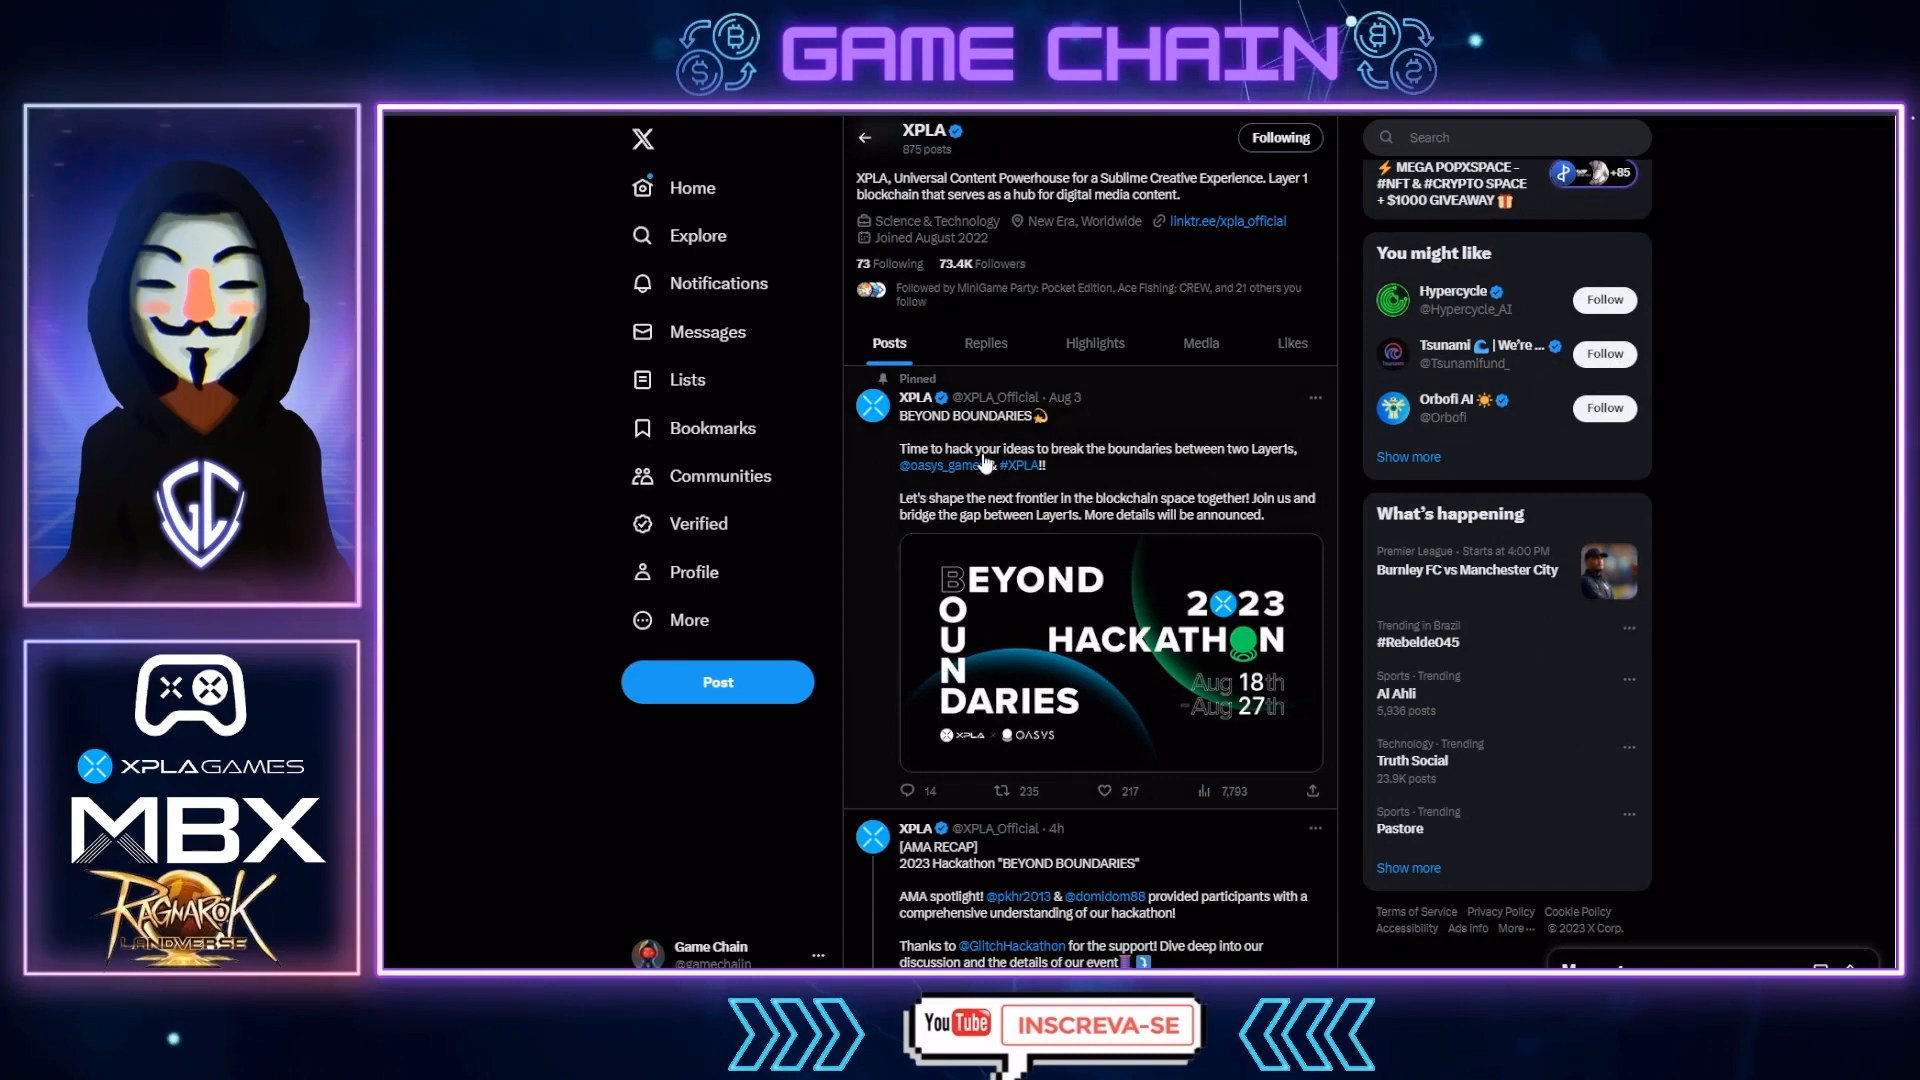 GAME CHAIN
XPLA
875 posts
Following
XPLA, Universal Content Powerhouse for a Sublime Creative Experience. Layer 1
blockchain that serves as a hub for digital media content.
Science & Technology
New Era, Worldwide
linktr.ee/xpla_official
Joined August 2022
73 Following
73.4K Followers
Followed by MiniGame Party: Pocket Edition, Ace Fishing: CREW, and 21 others you
follow
Posts
Replies
Highlights
Media
Likes
Home
Explore
Notifications
Messages
Lists
Bookmarks
Communities
Verified
Profile
More
Post
Game Chain
@gamechain
Pinned
XPLA @XPLA_Official · Aug 3
BEYOND BOUNDARIES
Time to hack your ideas to break the boundaries between two Layer1s,
@oasys_games & #XPLA!!
Let's shape the next frontier in the blockchain space together! Join us and
bridge the gap between Layer1s. More details will be announced.
BEYOND
BOUNDARIES
2023
HACKATHON
Aug 18th
-Aug 27th
XPLA × OASYS
14
235
217
7,793
XPLA @XPLA_Official · 4h
[AMA RECAP]
2023 Hackathon "BEYOND BOUNDARIES"
AMA spotlight! @pkhr2013 & @domidom88 provided participants with a
comprehensive understanding of our hackathon!
Thanks to @GlitchHackathon for the support! Dive deep into our
discussion and the details of our event
Search
MEGA POPXSPACE –
#NFT & #CRYPTO SPACE
+ $1000 GIVEAWAY
+85
You might like
Hypercycle
@Hypercycle_AI
Follow
Tsunami | We're ...
@Tsunamifund_
Follow
Orbofi AI
@Orbofi
Follow
Show more
What's happening
Premier League · Starts at 4:00 PM
Burnley FC vs Manchester City
Trending in Brazil
#Rebelde045
Sports · Trending
Al Ahli
5,936 posts
Technology · Trending
Truth Social
23.9K posts
Sports · Trending
Pastore
Show more
Terms of Service Privacy Policy Cookie Policy
Accessibility Ads info More ··· © 2023 X Corp.
GC
XPLAGAMES
MBX
RAGNARÖK
LANDVERSE
YouTube
INSCREVA-SE